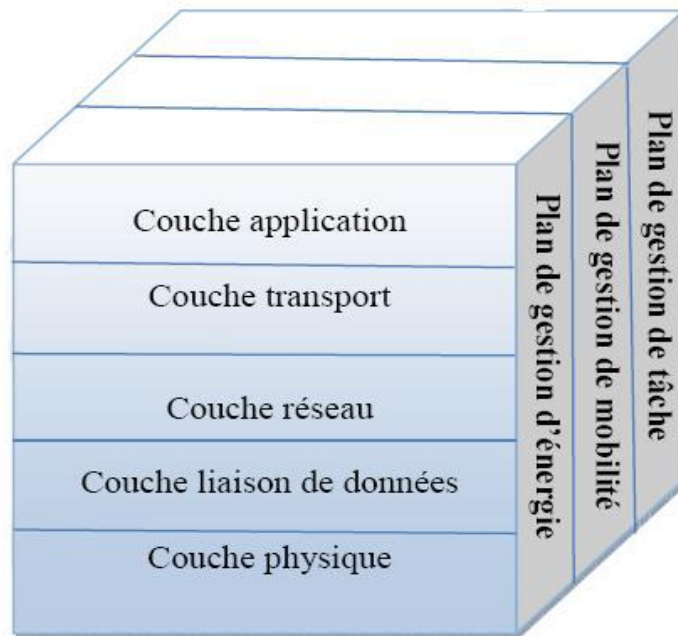 Couche application
Couche transport
Couche réseau
Couche liaison de données
Couche physique
Plan de gestion d'énergie
Plan de gestion de mobilité
Plan de gestion de tâche